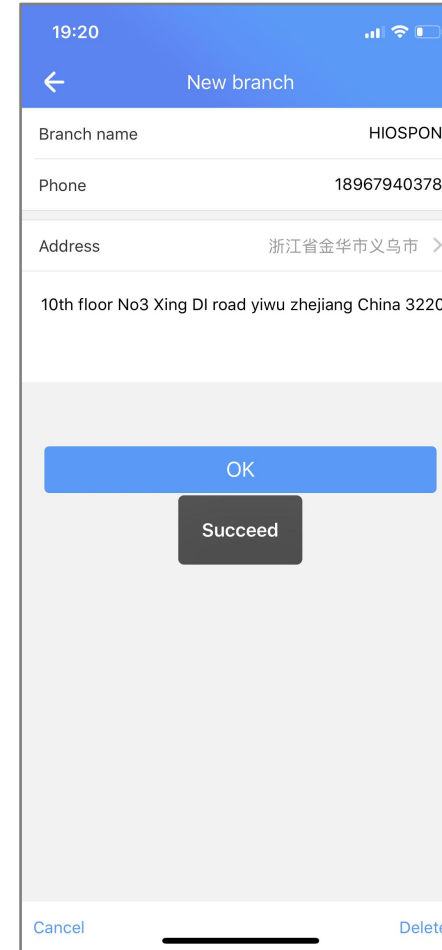 19:20
New branch
Branch name HIOSPON
Phone 18967940378
Address 浙江省金华市义乌市
10th floor No3 Xing DI road yiwu zhejiang China 3220
OK
Succeed
Cancel Delete